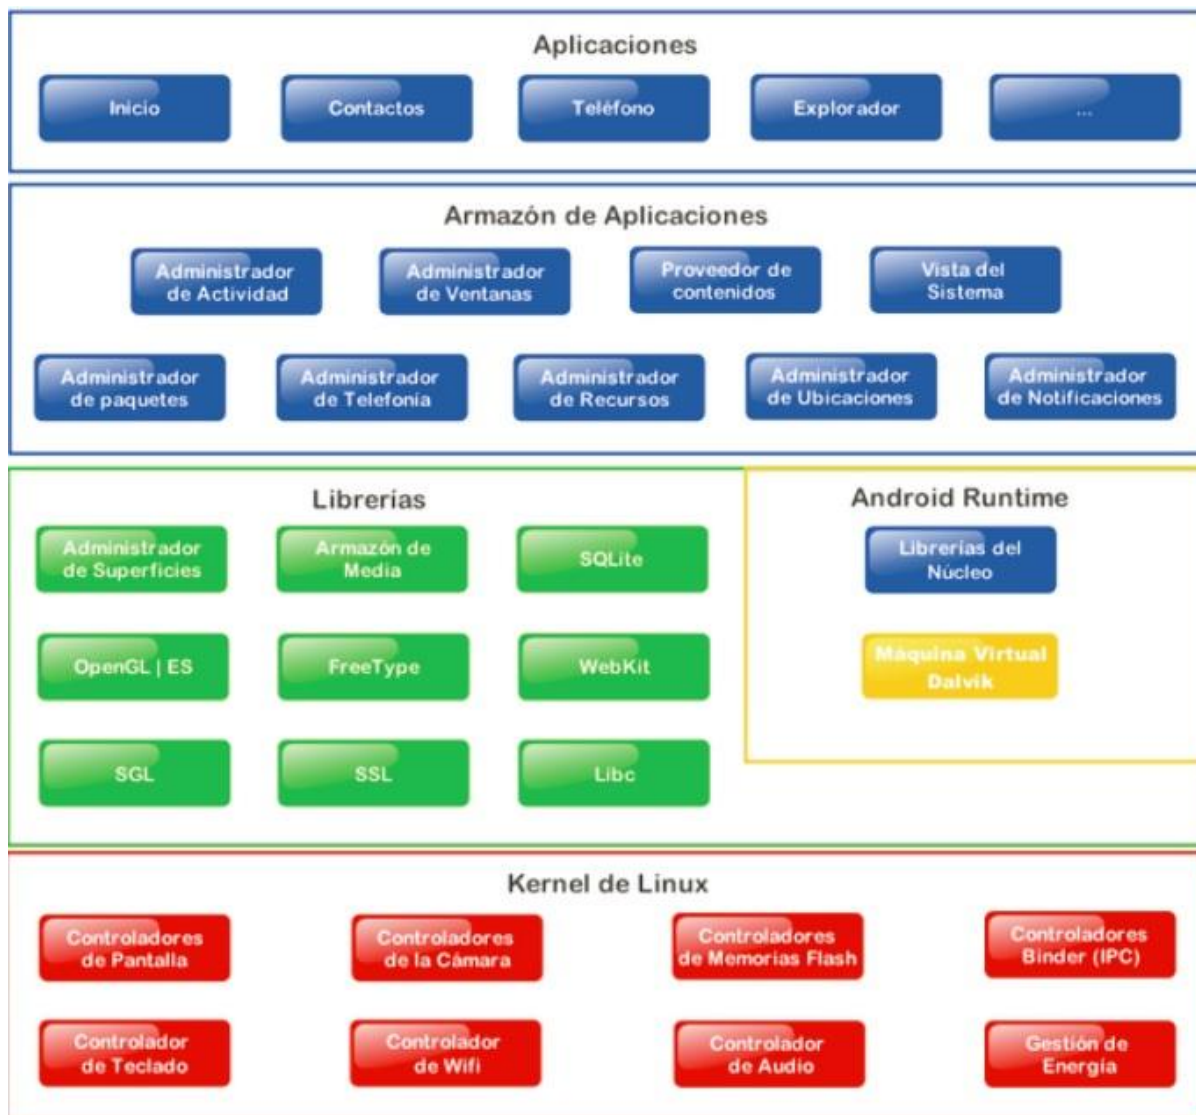 Aplicaciones
Inicio
Contactos
Teléfono
Explorador
...
Armazón de Aplicaciones
Administrador
de Actividad
Administrador
de Ventanas
Proveedor de
contenidos
Vista del
Sistema
Administrador
de paquetes
Administrador
de Telefonía
Administrador
de Recursos
Administrador
de Ubicaciones
Administrador
de Notificaciones
Librerías
Administrador
de Superficies
Armazón de
Media
SQLite
OpenGL | ES
FreeType
WebKit
SGL
SSL
Libc
Android Runtime
Librerías del
Núcleo
Máquina Virtual
Dalvik
Kernel de Linux
Controladores
de Pantalla
Controladores
de la Cámara
Controladores
de Memorias Flash
Controladores
Binder (IPC)
Controlador
de Teclado
Controlador
de Wifi
Controlador
de Audio
Gestión de
Energía